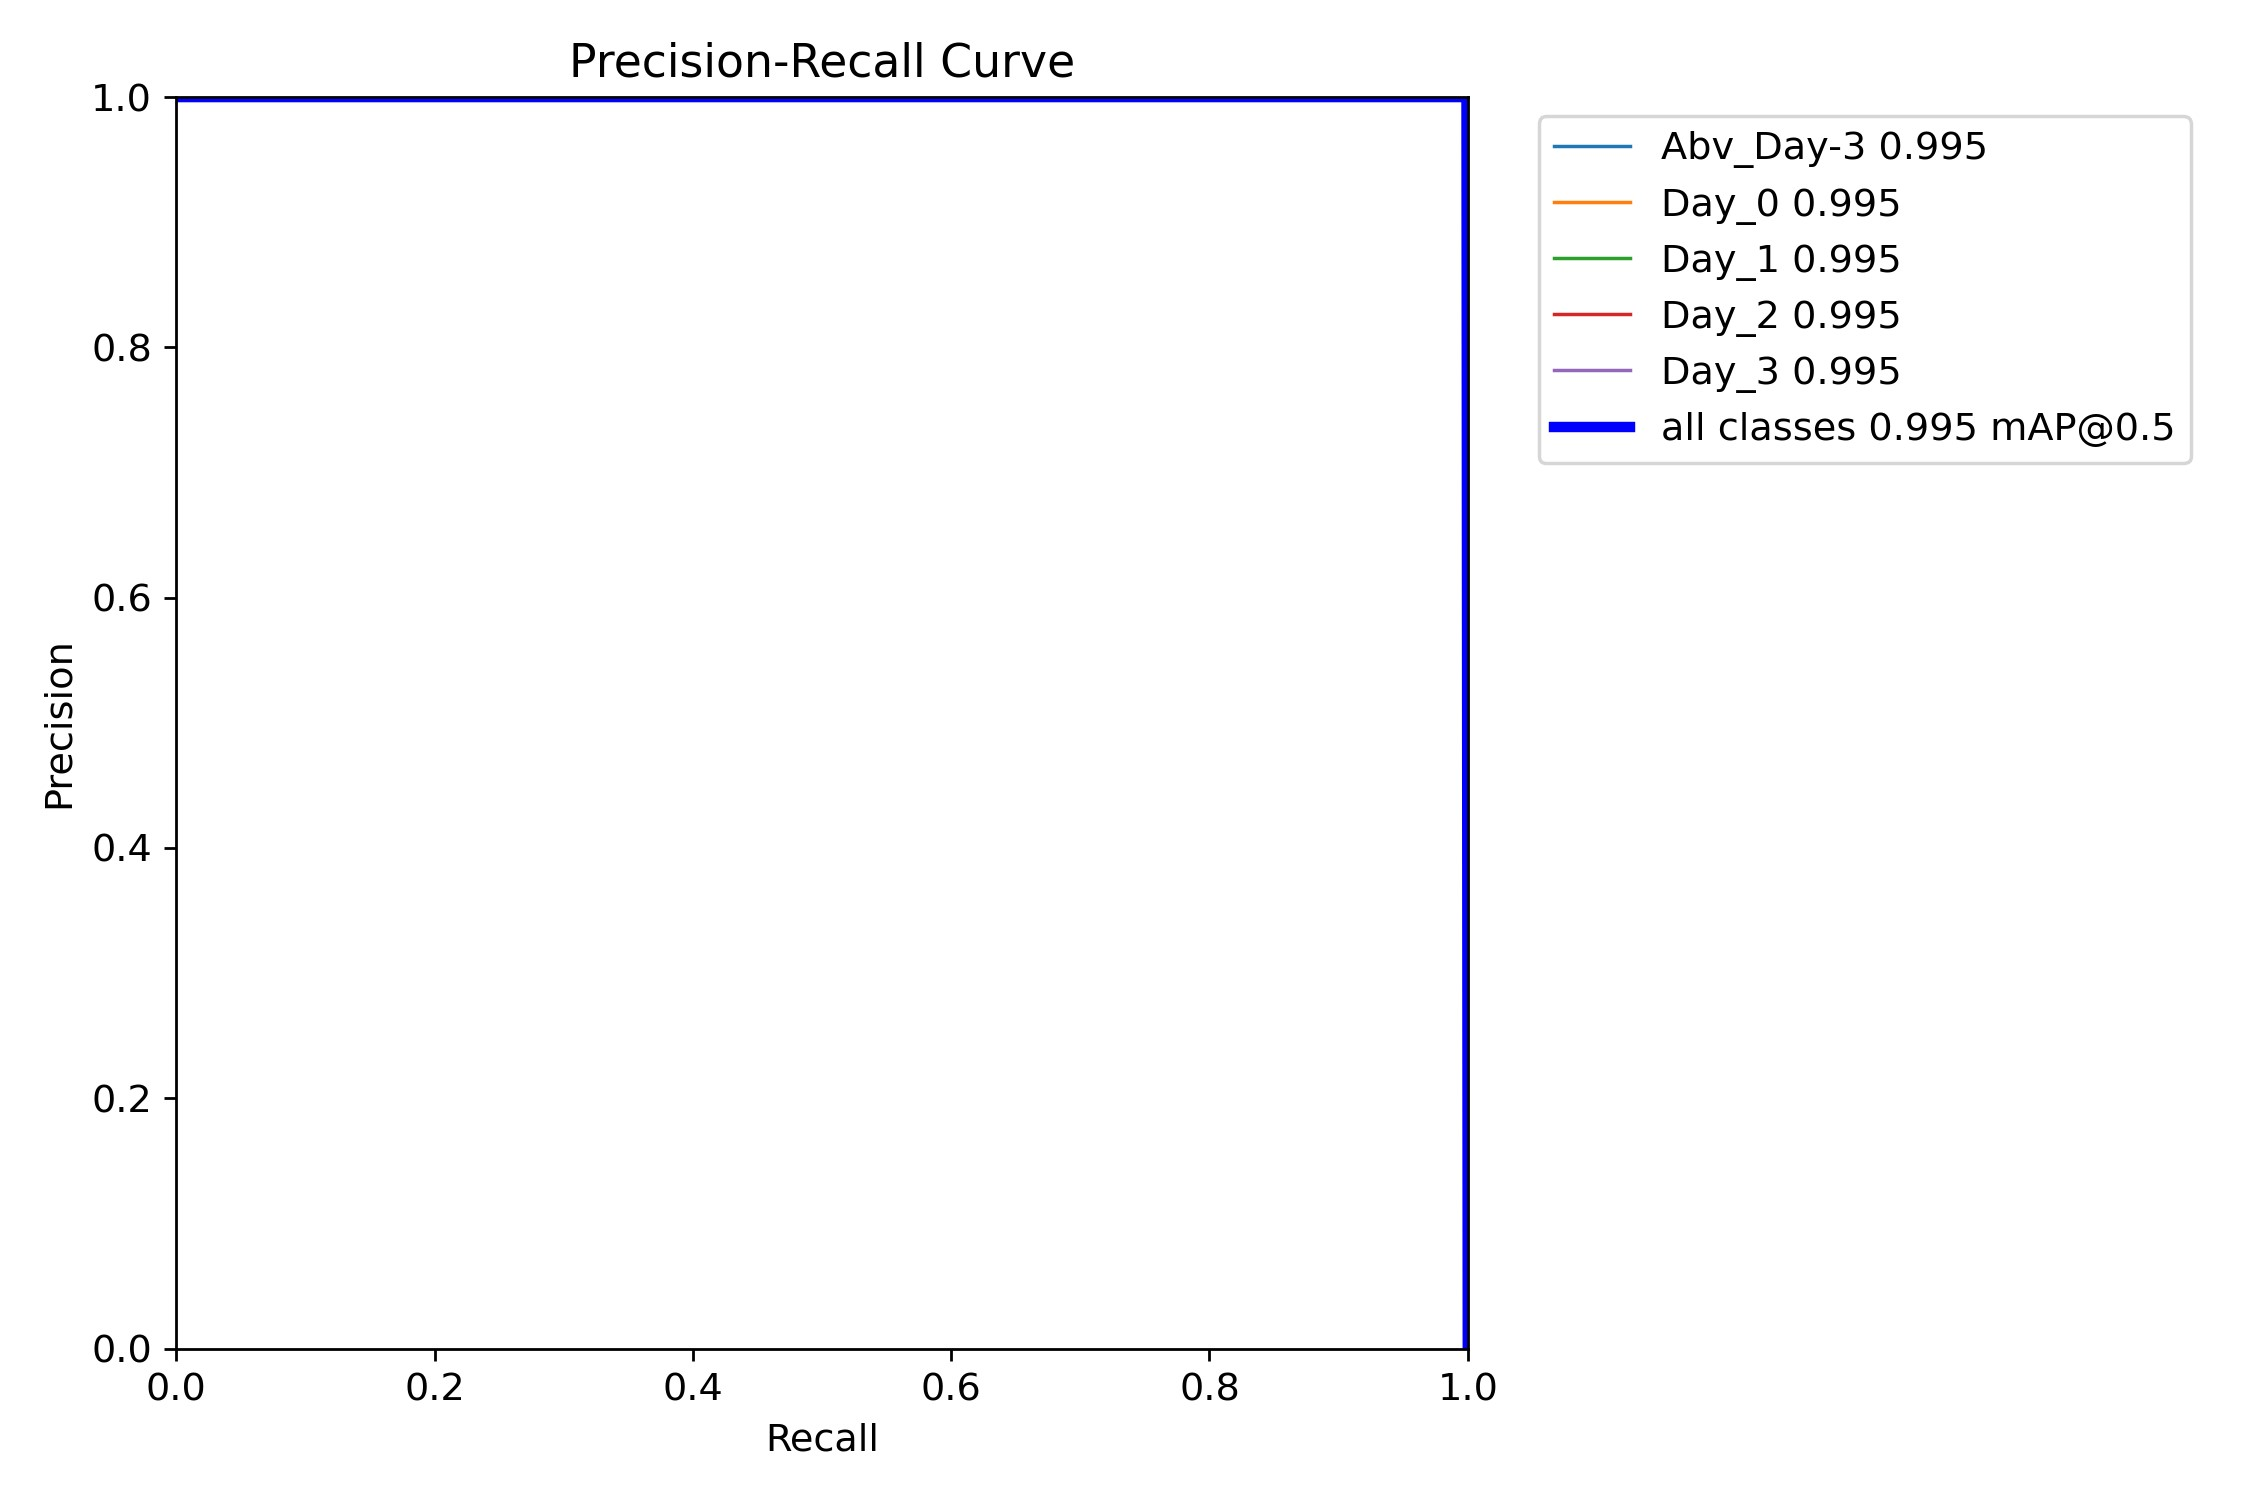 Precision-Recall Curve
1.0
0.8
0.6
0.4
0.2
0.0
Precision
0.0 0.2 0.4 0.6 0.8 1.0
Recall
Abv_Day-3 0.995
Day_0 0.995
Day_1 0.995
Day_2 0.995
Day_3 0.995
all classes 0.995 mAP@0.5